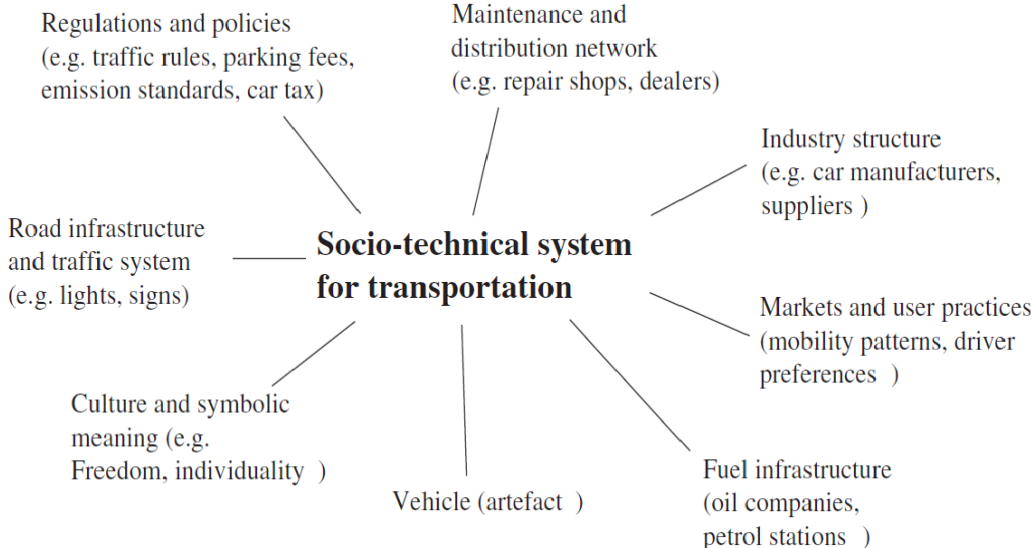 Regulations and policies
(e.g. traffic rules, parking fees,
emission standards, car tax)
Maintenance and
distribution network
(e.g. repair shops, dealers)
Industry structure
(e.g. car manufacturers,
suppliers )
Road infrastructure
and traffic system
(e.g. lights, signs)
Socio-technical system
for transportation
Markets and user practices
(mobility patterns, driver
preferences )
Culture and symbolic
meaning (e.g.
Freedom, individuality )
Vehicle (artefact )
Fuel infrastructure
(oil companies,
petrol stations )